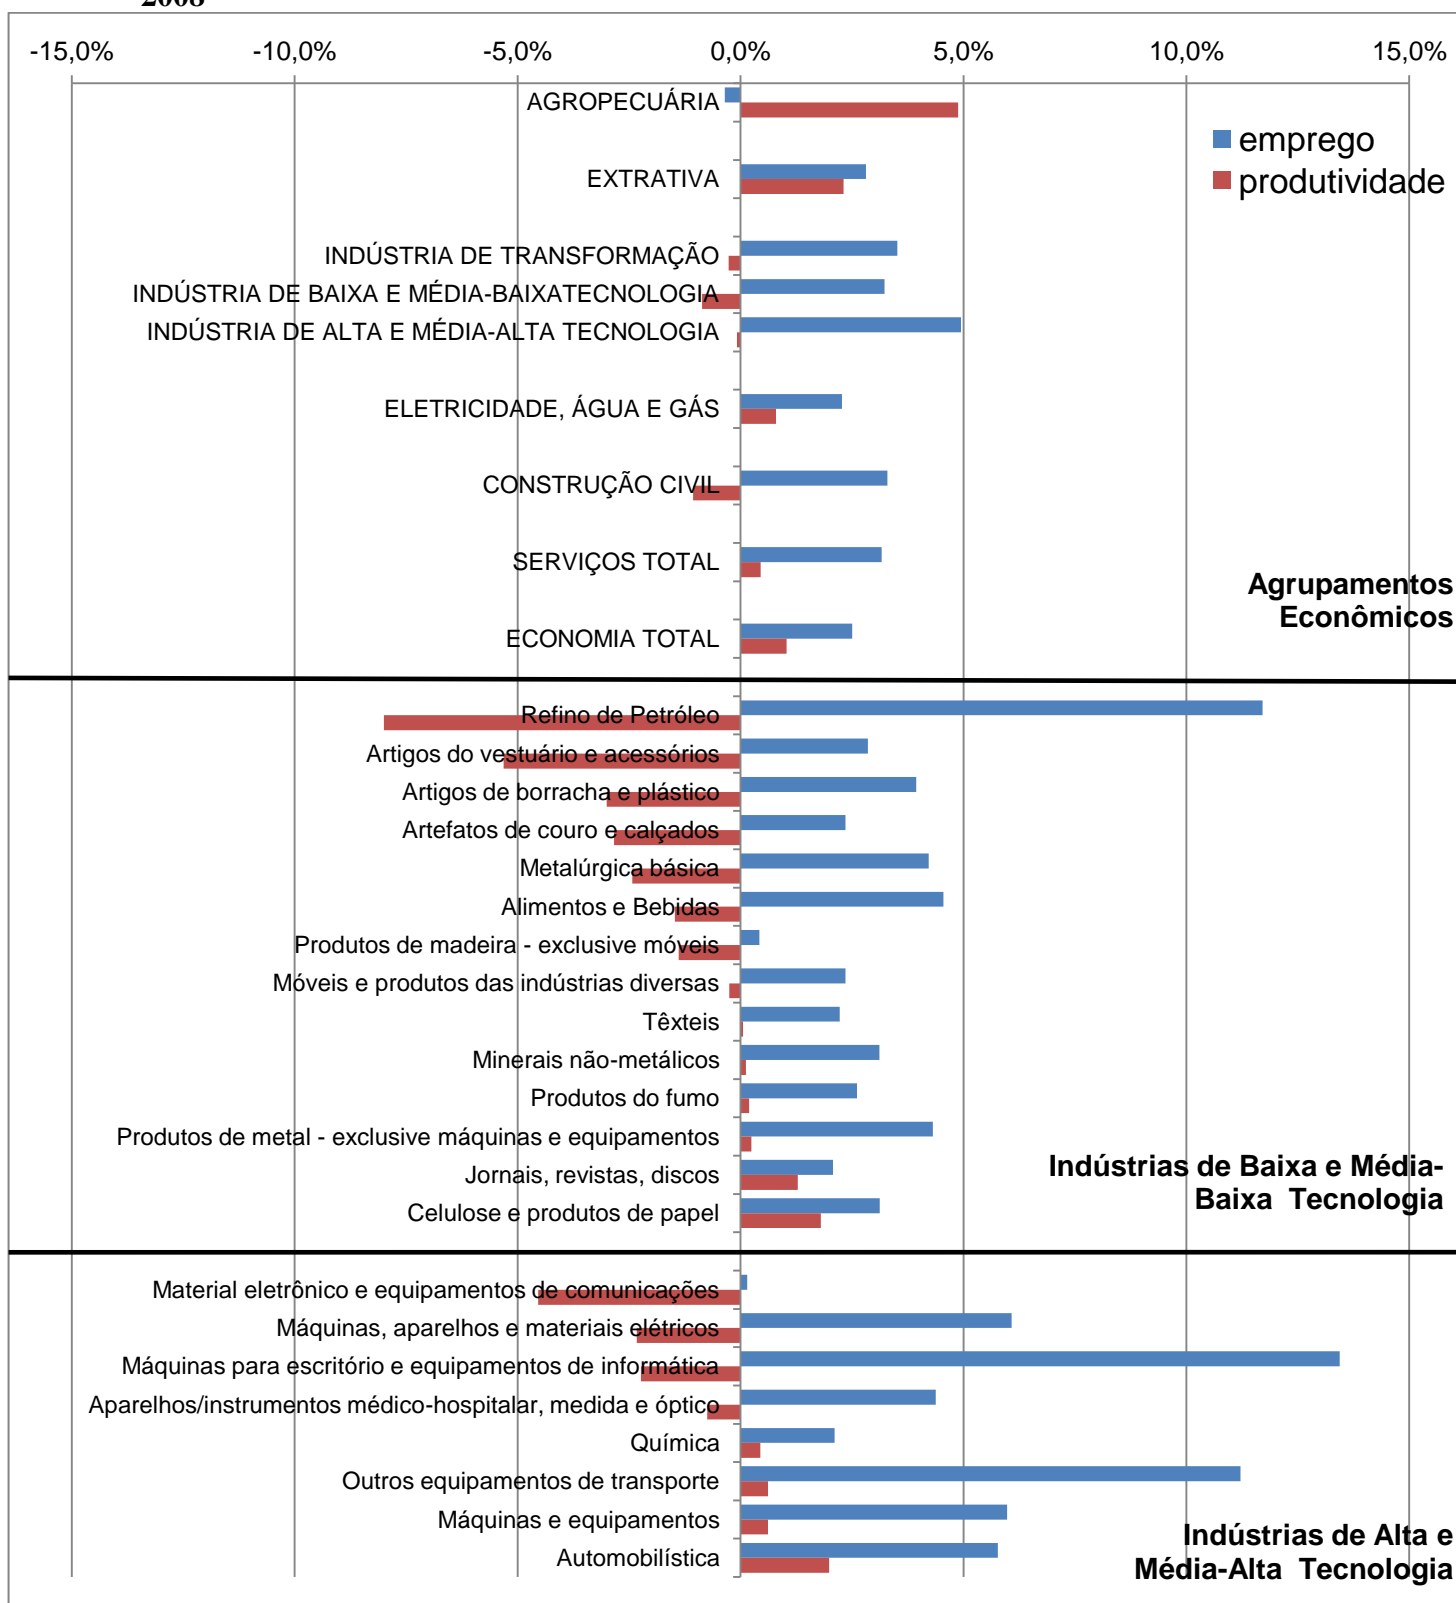 2008
-15,0% -10,0% -5,0% 0,0% 5,0% 10,0% 15,0%
AGROPECUÁRIA
emprego
produtividade
EXTRATIVA
INDÚSTRIA DE TRANSFORMAÇÃO
INDÚSTRIA DE BAIXA E MÉDIA-BAIXATECNOLOGIA
INDÚSTRIA DE ALTA E MÉDIA-ALTA TECNOLOGIA
ELETRICIDADE, ÁGUA E GÁS
CONSTRUÇÃO CIVIL
SERVIÇOS TOTAL
ECONOMIA TOTAL
Agrupamentos
Econômicos
Refino de Petróleo
Artigos do vestuário e acessórios
Artigos de borracha e plástico
Artefatos de couro e calçados
Metalúrgica básica
Alimentos e Bebidas
Produtos de madeira - exclusive móveis
Móveis e produtos das indústrias diversas
Têxteis
Minerais não-metálicos
Produtos do fumo
Produtos de metal - exclusive máquinas e equipamentos
Jornais, revistas, discos
Celulose e produtos de papel
Indústrias de Baixa e Média-
Baixa Tecnologia
Material eletrônico e equipamentos de comunicações
Máquinas, aparelhos e materiais elétricos
Máquinas para escritório e equipamentos de informática
Aparelhos/instrumentos médico-hospitalar, medida e óptico
Química
Outros equipamentos de transporte
Máquinas e equipamentos
Automobilística
Indústrias de Alta e
Média-Alta Tecnologia